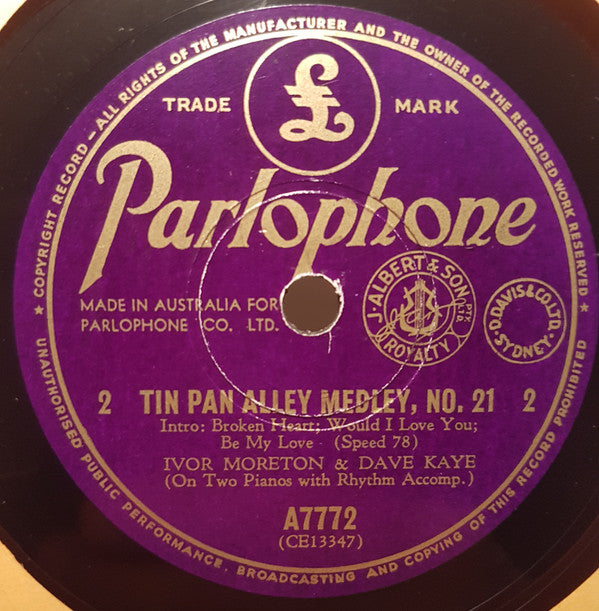 COPYRIGHT RECORD – ALL RIGHTS OF THE MANUFACTURER AND THE OWNER OF THE RECORDED WORK RESERVED
£
TRADE MARK
Parlophone
MADE IN AUSTRALIA FOR
PARLOPHONE CO. LTD.
J. ALBERT & SON PTY. LTD.
ROYALTY
D. DAVIS & CO. LTD.
SYDNEY.
2 TIN PAN ALLEY MEDLEY, NO. 21 2
Intro: Broken Heart; Would I Love You;
Be My Love (Speed 78)
IVOR MORETON & DAVE KAYE
(On Two Pianos with Rhythm Accomp.)
A7772
(CE13347)
UNAUTHORISED PUBLIC PERFORMANCE, BROADCASTING AND COPYING OF THIS RECORD PROHIBITED